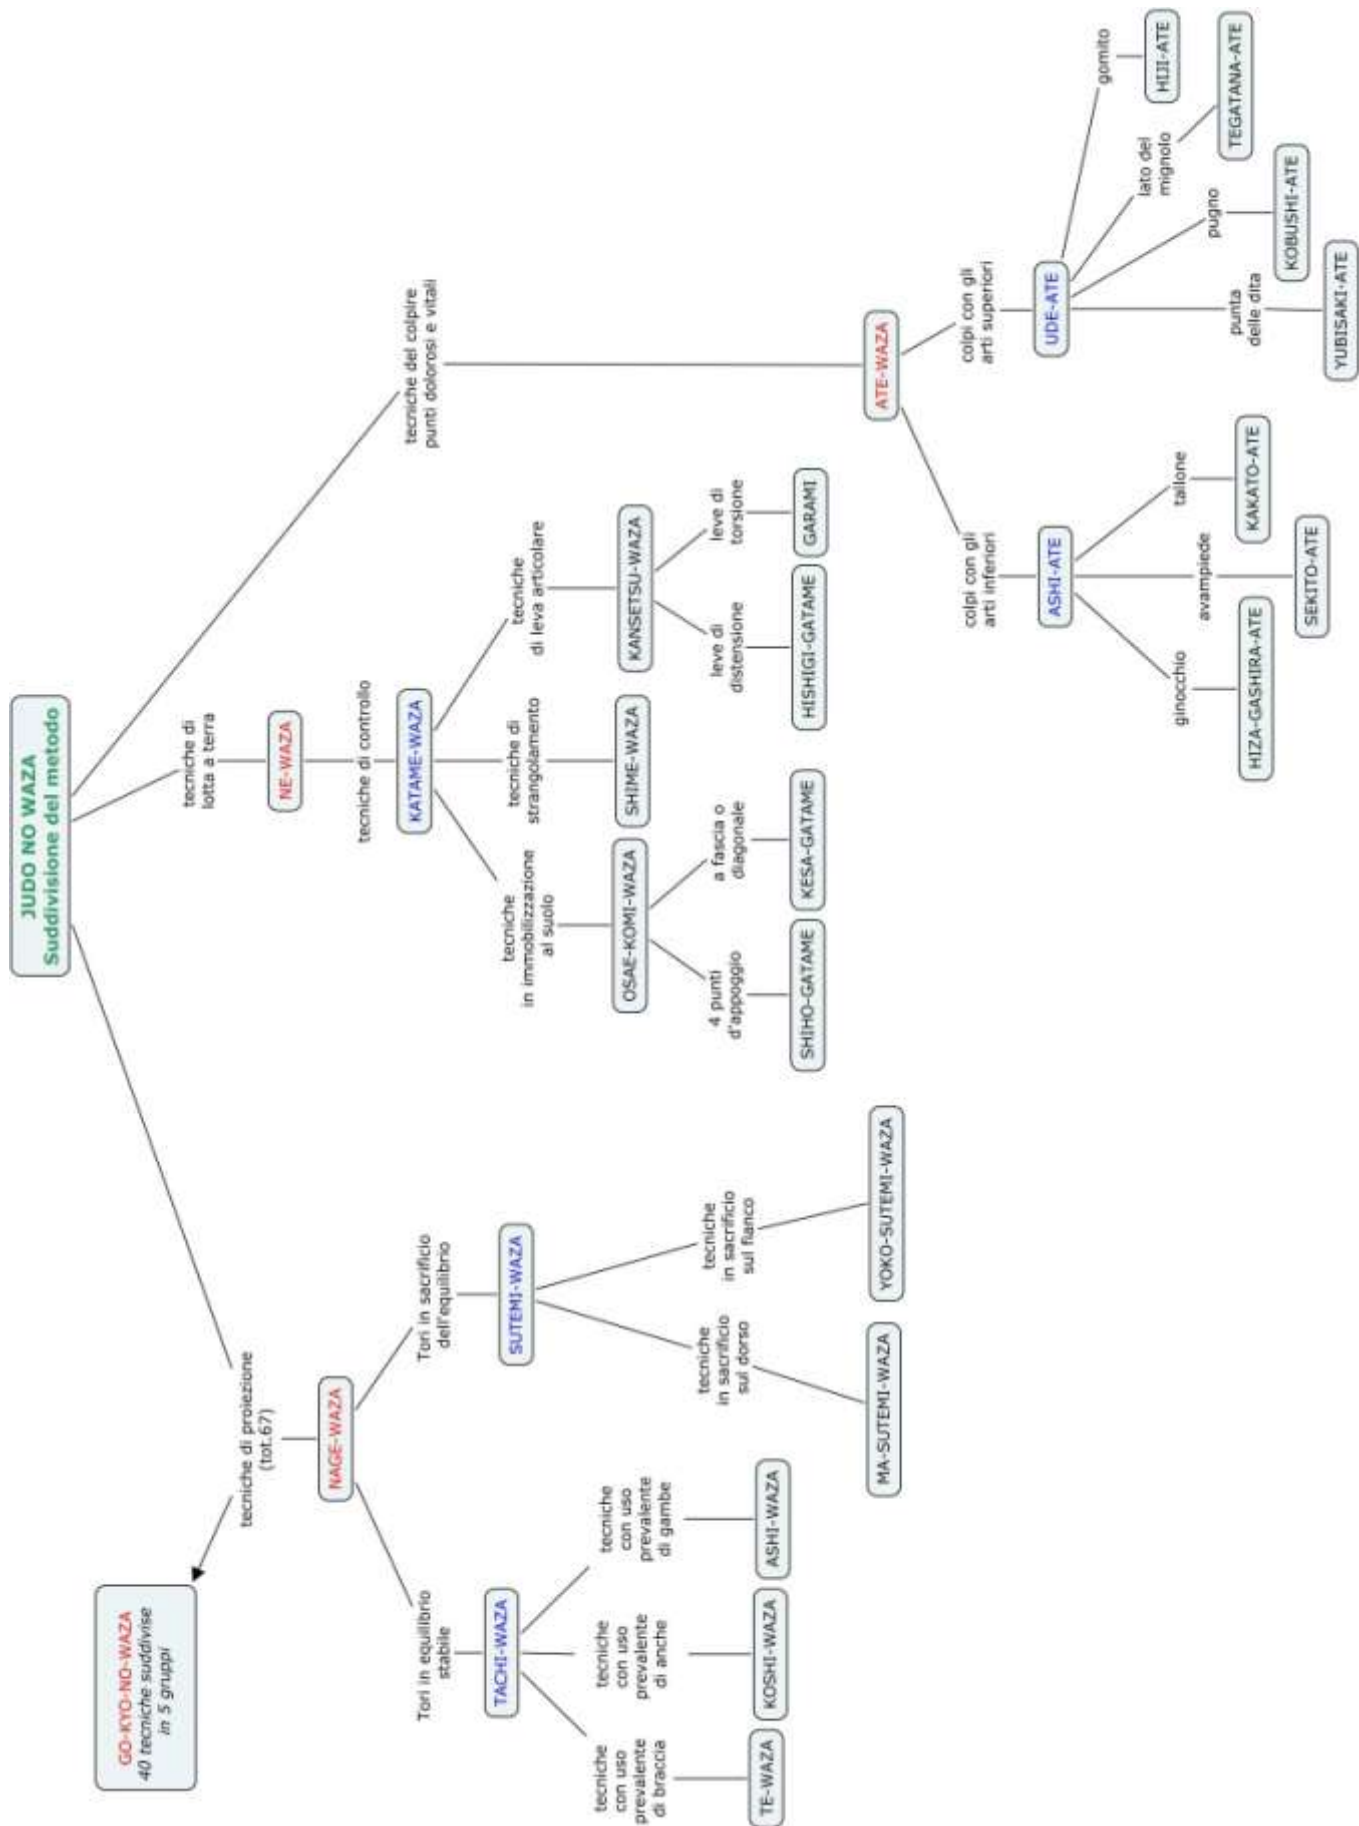 JUDO NO WAZA
Suddivisione del metodo
GO-KYO-NO-WAZA
40 tecniche suddivise
in 5 gruppi
tecniche di proiezione
(tot.67)
NAGE-WAZA
Tori in equilibrio
stabile
TACHI-WAZA
tecniche
con uso
prevalente
di braccia
TE-WAZA
tecniche
con uso
prevalente
di anche
KOSHI-WAZA
tecniche
con uso
prevalente
di gambe
ASHI-WAZA
Tori in sacrificio
dell'equilibrio
SUTEMI-WAZA
tecniche
in sacrificio
sul dorso
MA-SUTEMI-WAZA
tecniche
in sacrificio
sul fianco
YOKO-SUTEMI-WAZA
tecniche di
lotta a terra
NE-WAZA
tecniche di controllo
KATAME-WAZA
tecniche
in immobilizzazione
al suolo
OSAE-KOMI-WAZA
4 punti
d'appoggio
SHIHO-GATAME
a fascia o
diagonale
KESA-GATAME
tecniche di
strangolamento
SHIME-WAZA
tecniche
di leva articolare
KANSETSU-WAZA
leve di
distensione
HISHIGI-GATAME
leve di
torsione
GARAMI
tecniche del colpire
punti dolorosi e vitali
ATE-WAZA
colpi con gli
arti inferiori
ASHI-ATE
ginocchio
HIZA-GASHIRA-ATE
avampiede
SEKITO-ATE
tallone
KAKATO-ATE
colpi con gli
arti superiori
UDE-ATE
punta
delle dita
YUBISAKI-ATE
pugno
KOBUSHI-ATE
lato del
mignolo
TEGATANA-ATE
gomito
HIJI-ATE